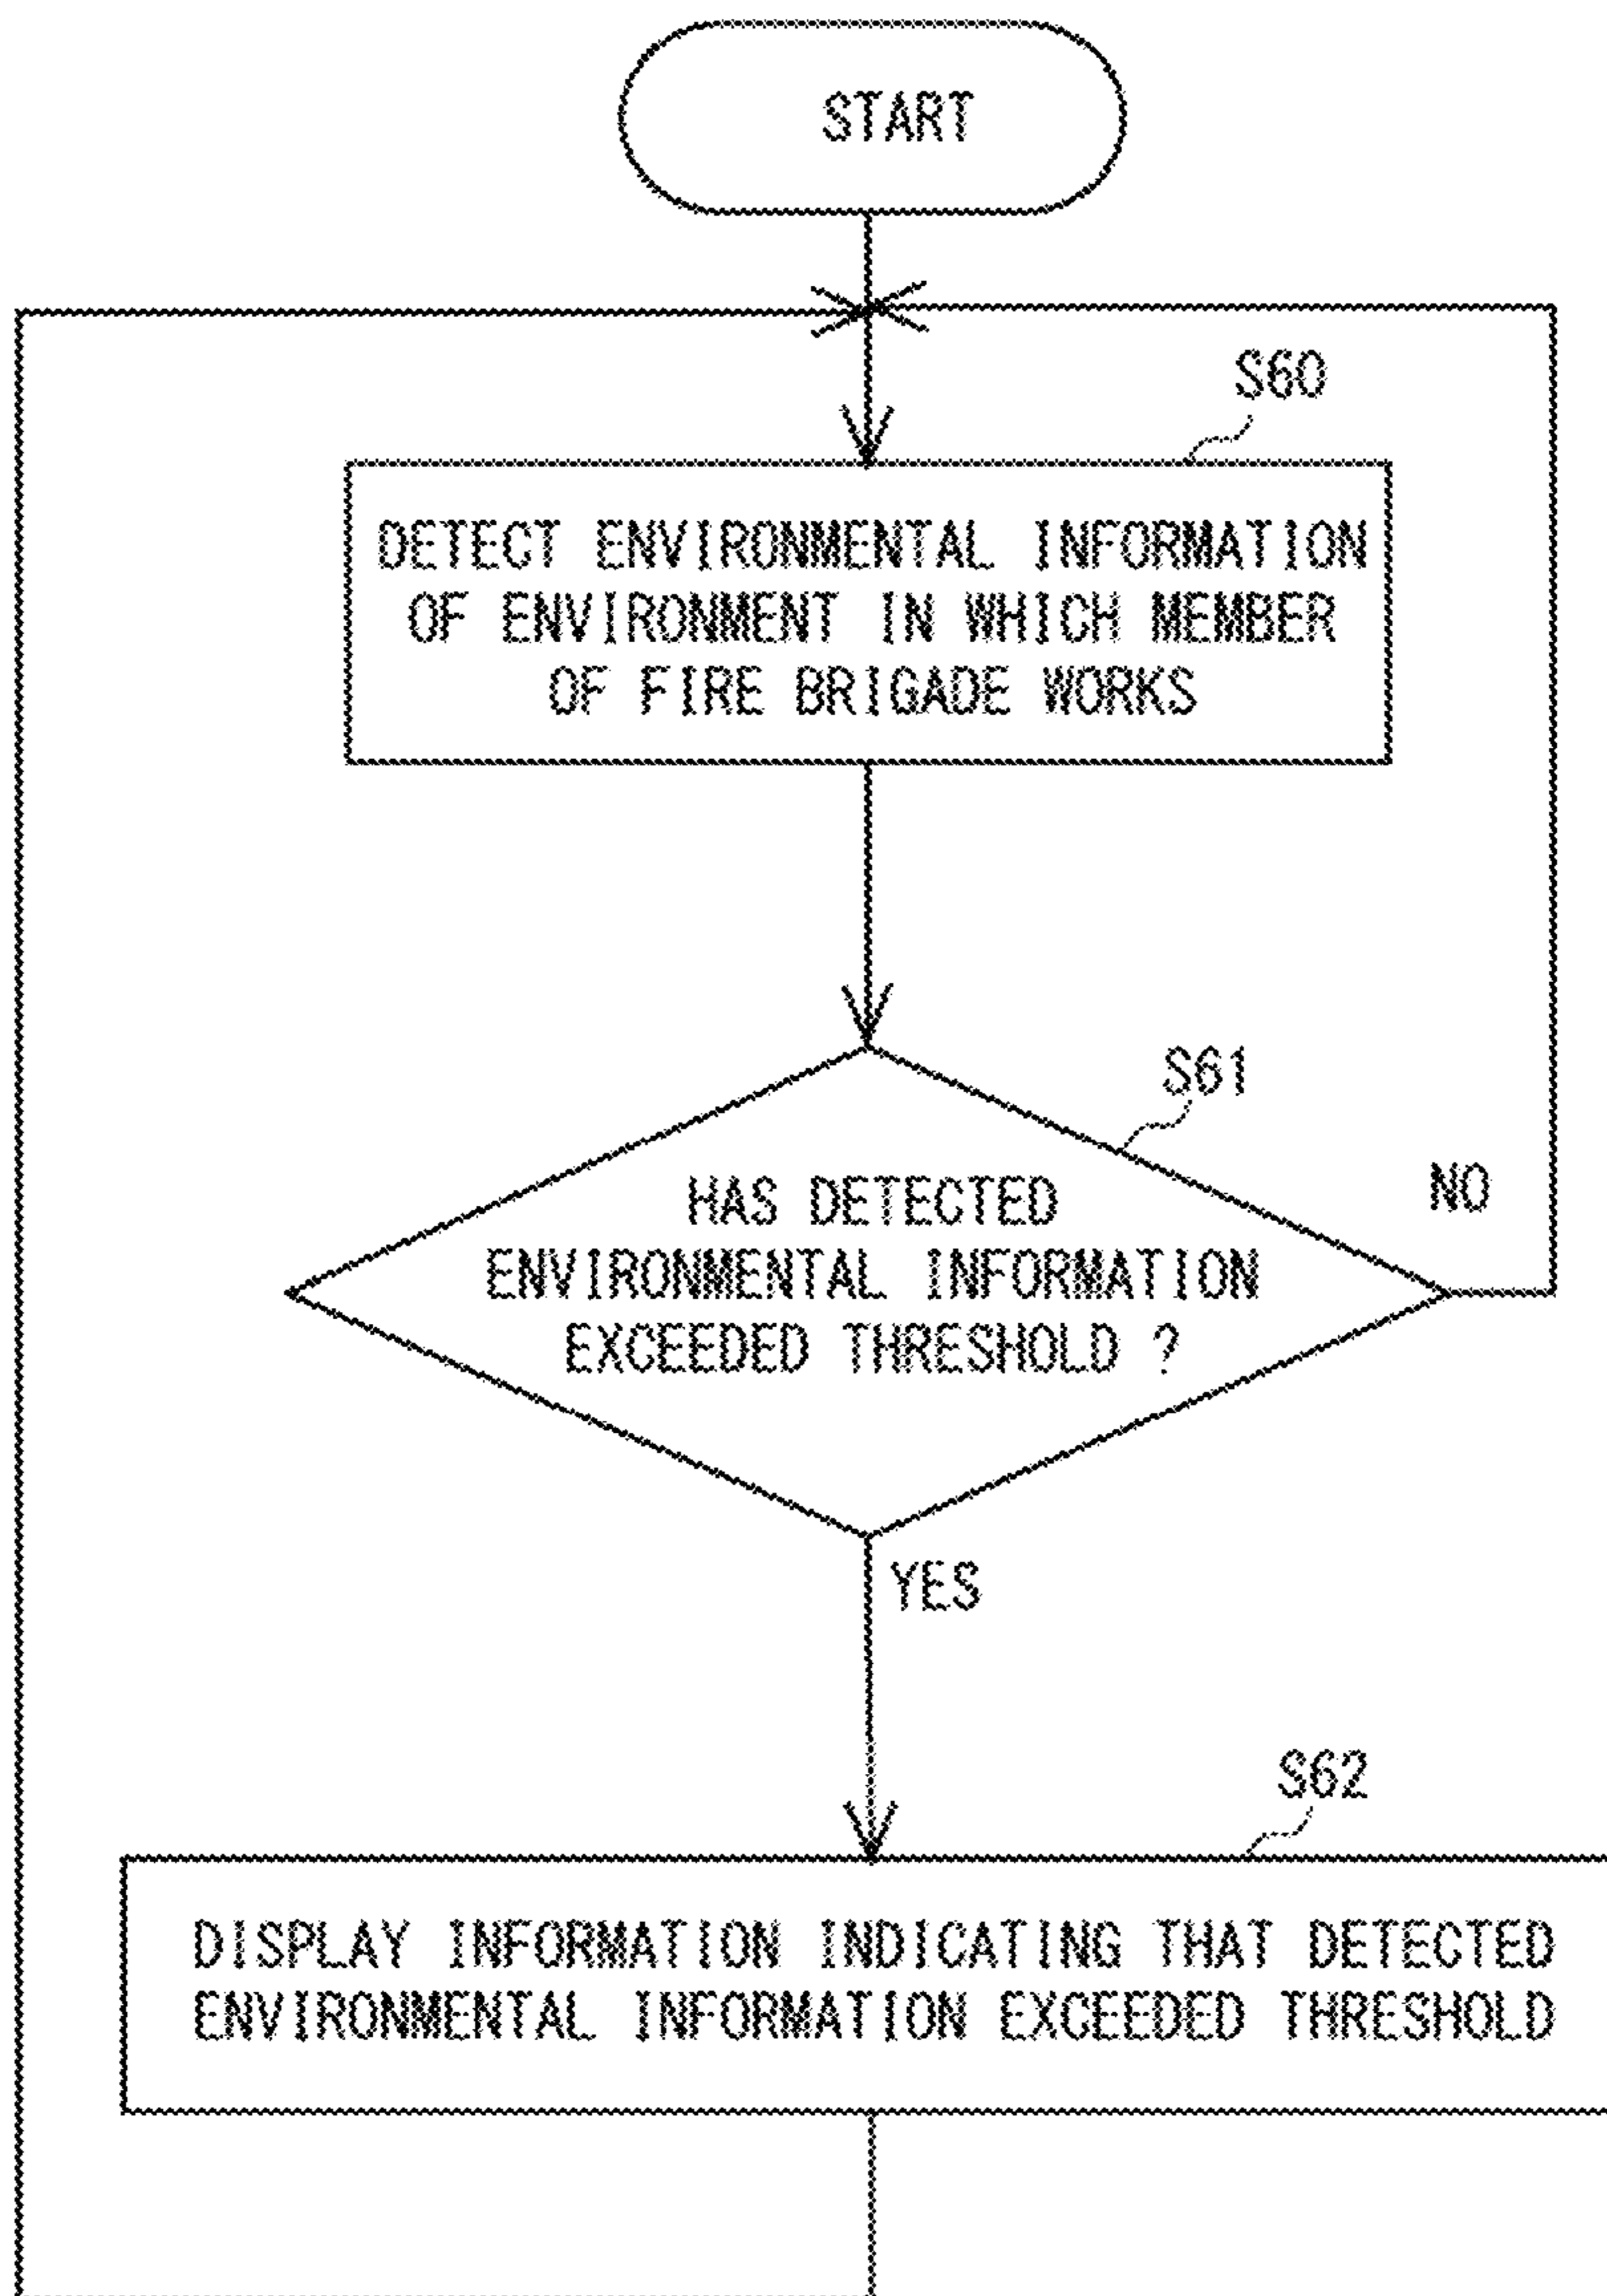 START
S60
DETECT ENVIRONMENTAL INFORMATION
OF ENVIRONMENT IN WHICH MEMBER
OF FIRE BRIGADE WORKS
S61
HAS DETECTED
ENVIRONMENTAL INFORMATION
EXCEEDED THRESHOLD ?
NO
YES
S62
DISPLAY INFORMATION INDICATING THAT DETECTED
ENVIRONMENTAL INFORMATION EXCEEDED THRESHOLD